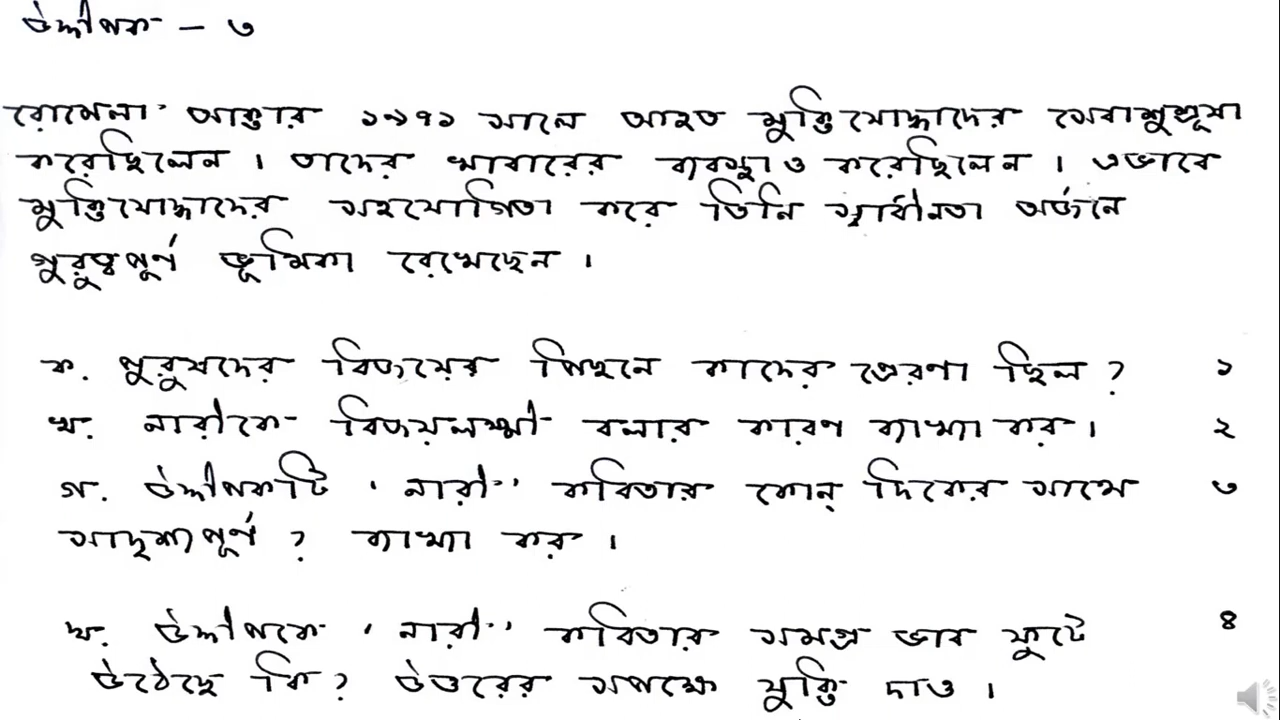 উদ্দীপক - ৩
রোমেলা আক্তার ১৯৭১ সালে আহত মুক্তিযোদ্ধাদের সেবাশুশ্রূষা
করেছিলেন । তাদের খাবারের ব্যবস্থাও করেছিলেন । এভাবে
মুক্তিযোদ্ধাদের সহযোগিতা করে তিনি স্বাধীনতা অর্জনে
গুরুত্বপূর্ণ ভূমিকা রেখেছেন ।
ক. পুরুষদের বিজয়ের পিছনে কাদের প্রেরণা ছিল ? ১
খ. নারীকে বিজয়লক্ষ্মী বলার কারণ ব্যাখ্যা কর । ২
গ. উদ্দীপকটি 'নারী' কবিতার কোন্ দিকের সাথে ৩
সাদৃশ্যপূর্ণ ? ব্যাখ্যা কর ।
ঘ. উদ্দীপকে 'নারী' কবিতার সমগ্র ভাব ফুটে ৪
উঠেছে কি ? উত্তরের সপক্ষে যুক্তি দাও ।